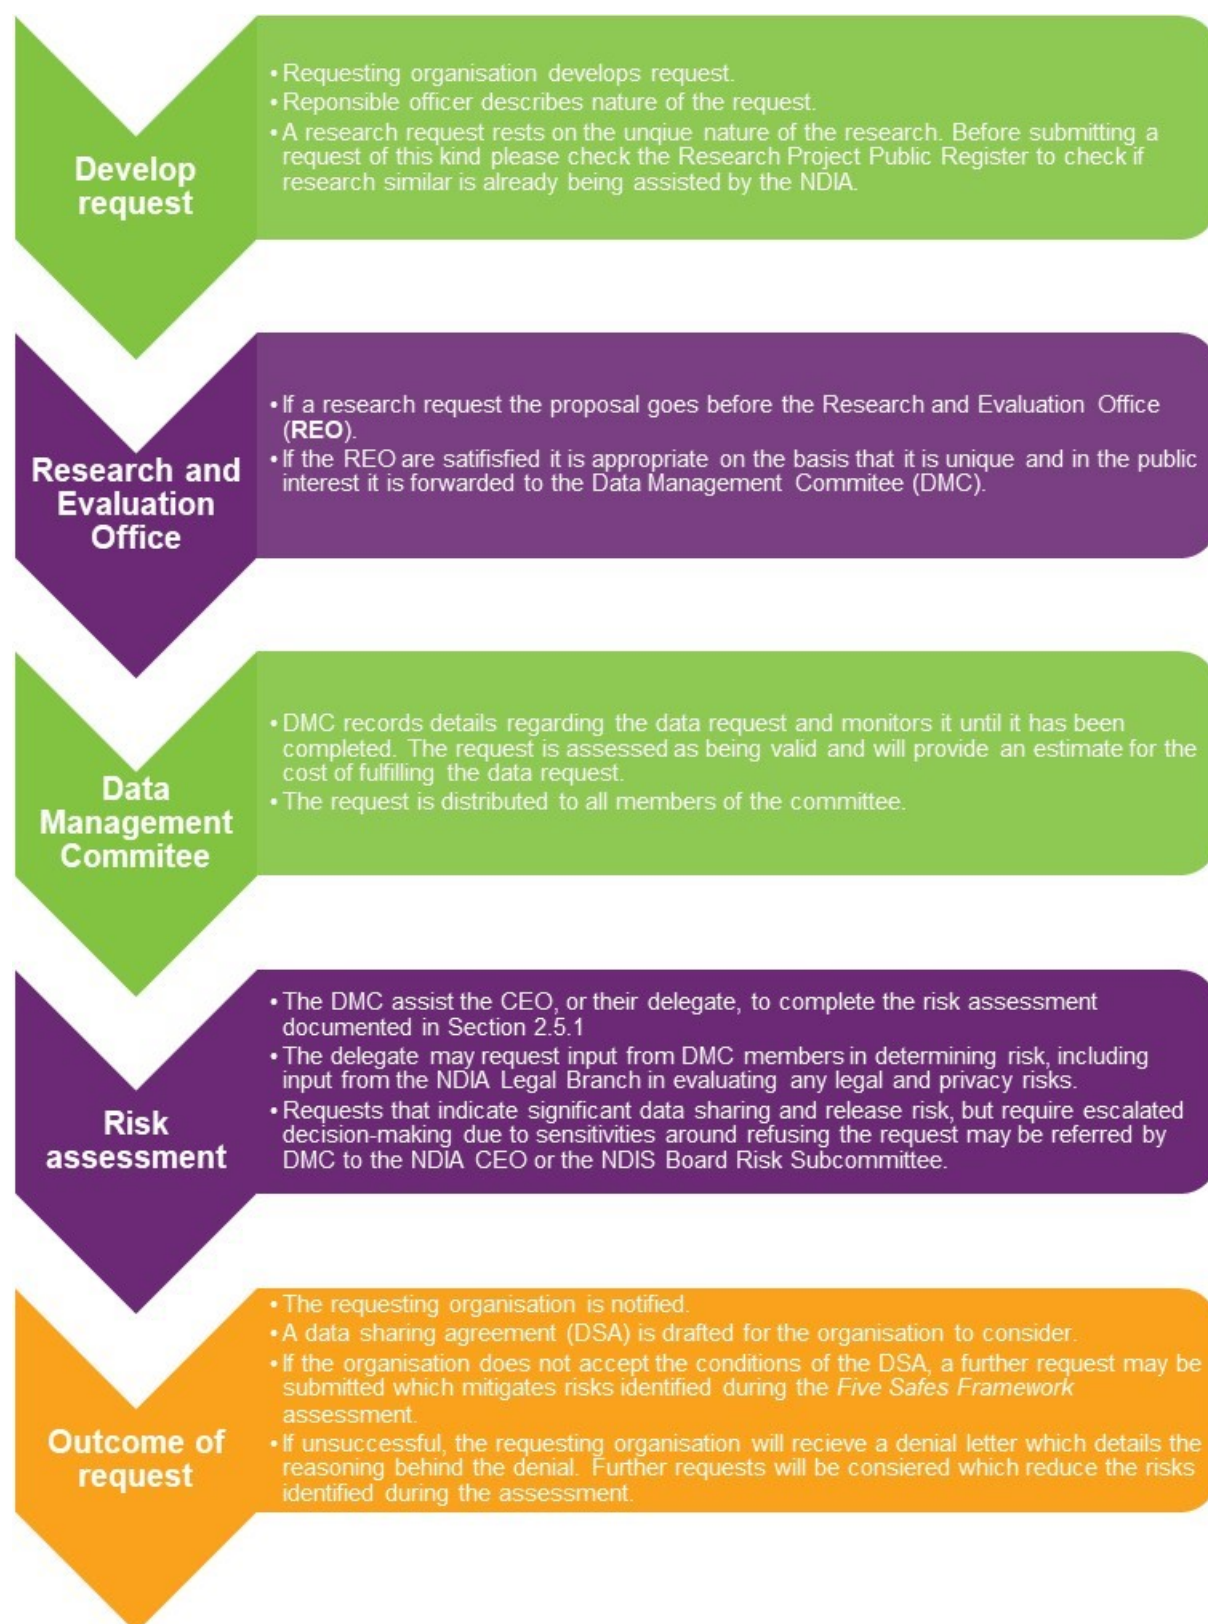 Develop
request
• Requesting organisation develops request.
• Reponsible officer describes nature of the request.
• A research request rests on the unqiue nature of the research. Before submitting a
request of this kind please check the Research Project Public Register to check if
research similar is already being assisted by the NDIA.
Research and
Evaluation
Office
• If a research request the proposal goes before the Research and Evaluation Office
(REO).
• If the REO are satifisfied it is appropriate on the basis that it is unique and in the public
interest it is forwarded to the Data Management Commitee (DMC).
Data
Management
Commitee
• DMC records details regarding the data request and monitors it until it has been
completed. The request is assessed as being valid and will provide an estimate for the
cost of fulfilling the data request.
• The request is distributed to all members of the committee.
Risk
assessment
• The DMC assist the CEO, or their delegate, to complete the risk assessment
documented in Section 2.5.1
• The delegate may request input from DMC members in determining risk, including
input from the NDIA Legal Branch in evaluating any legal and privacy risks.
• Requests that indicate significant data sharing and release risk, but require escalated
decision-making due to sensitivities around refusing the request may be referred by
DMC to the NDIA CEO or the NDIS Board Risk Subcommittee.
Outcome of
request
• The requesting organisation is notified.
• A data sharing agreement (DSA) is drafted for the organisation to consider.
• If the organisation does not accept the conditions of the DSA, a further request may be
submitted which mitigates risks identified during the Five Safes Framework
assessment.
• If unsuccessful, the requesting organisation will recieve a denial letter which details the
reasoning behind the denial. Further requests will be consiered which reduce the risks
identified during the assessment.